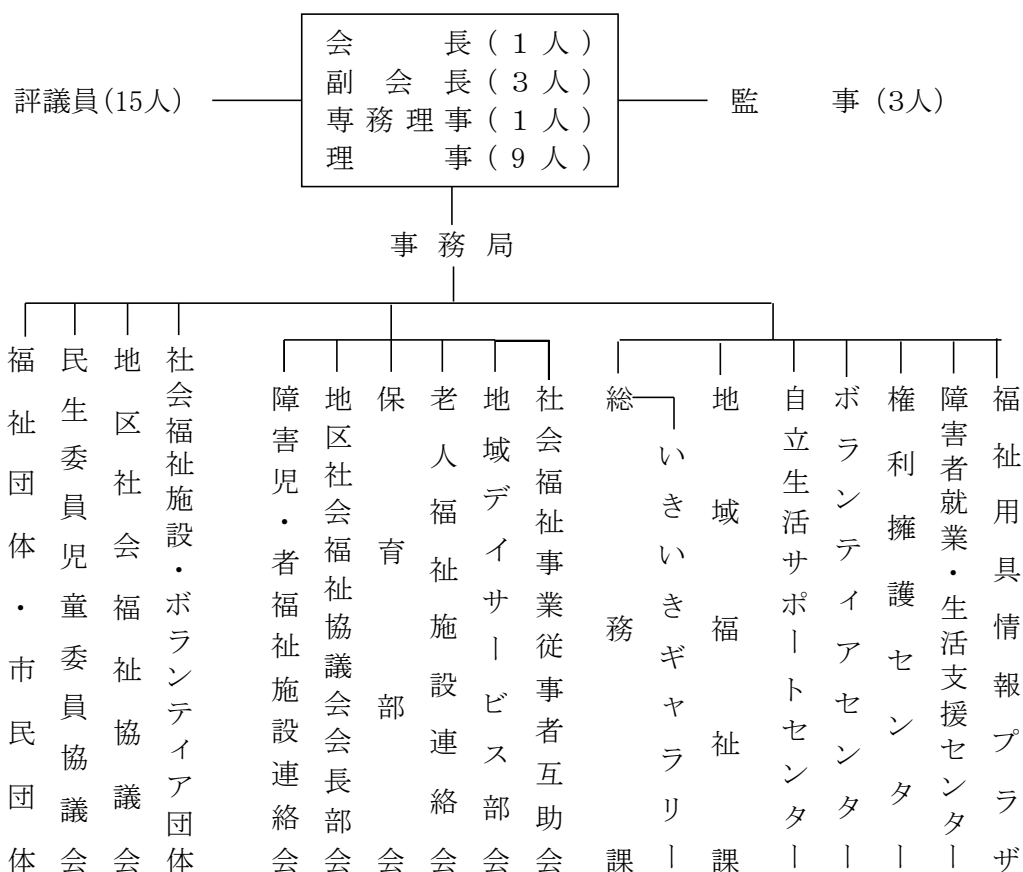 会長(1人)
副会長(3人)
専務理事(1人)
理事(9人)
評議員(15人)
監事(3人)
事務局
福祉団体・市民団体
民生委員児童委員協議会
地区社会福祉協議会
社会福祉施設・ボランティア団体
障害児・者福祉施設連絡会
地区社会福祉協議会会長部会
保育部会
老人福祉施設連絡会
地域デイサービス部会
社会福祉事業従事者互助会
総務課
いきいきギャラリー
地域福祉課
自立生活サポートセンター
ボランティアセンター
権利擁護センター
障害者就業・生活支援センター
福祉用具情報プラザ